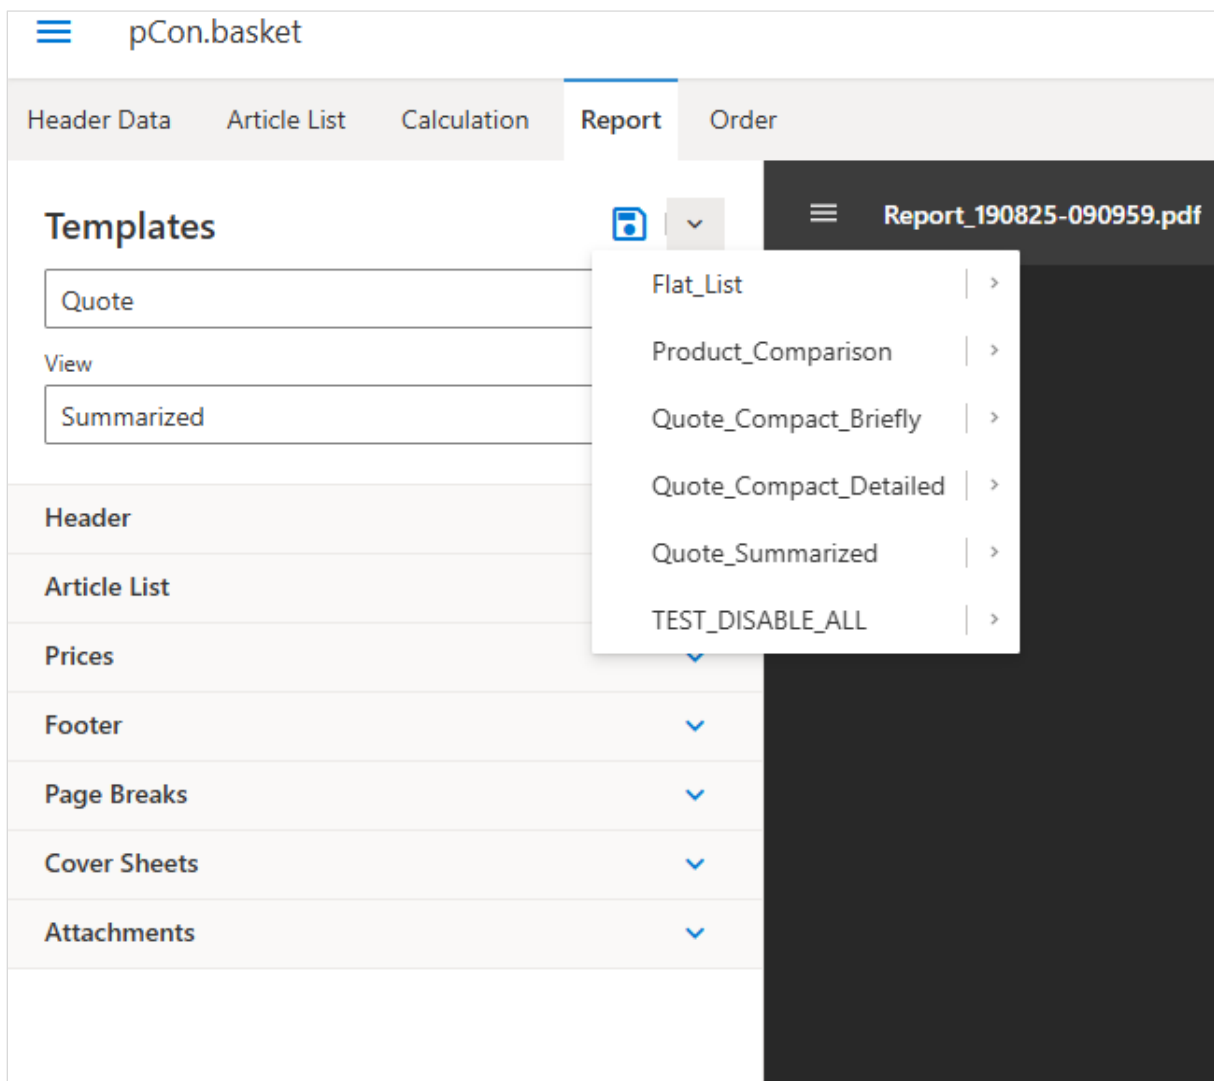 pCon.basket
Header Data Article List Calculation Report Order
Templates
Report_190825-090959.pdf
Quote
View
Summarized
Flat_List
Product_Comparison
Quote_Compact_Briefly
Quote_Compact_Detailed
Quote_Summarized
TEST_DISABLE_ALL
Header
Article List
Prices
Footer
Page Breaks
Cover Sheets
Attachments